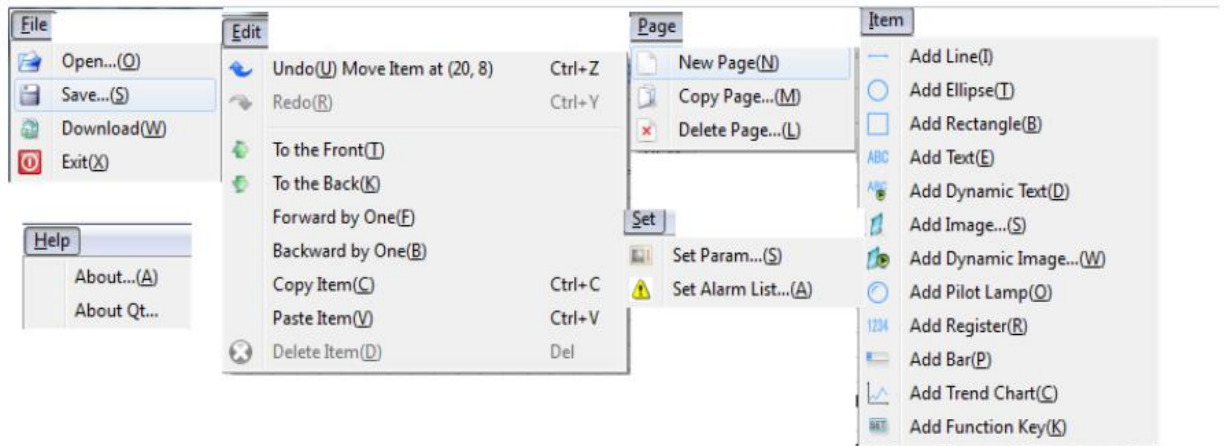 File
Open...(O)
Save...(S)
Download(W)
Exit(X)
Help
About...(A)
About Qt...
Edit
Undo(U) Move Item at (20, 8) Ctrl+Z
Redo(R) Ctrl+Y
To the Front(T)
To the Back(K)
Forward by One(F)
Backward by One(B)
Copy Item(C) Ctrl+C
Paste Item(V) Ctrl+V
Delete Item(D) Del
Page
New Page(N)
Copy Page...(M)
Delete Page...(L)
Set
Set Param...(S)
Set Alarm List...(A)
Item
Add Line(I)
Add Ellipse(T)
Add Rectangle(B)
ABC Add Text(E)
ABC Add Dynamic Text(D)
Add Image...(S)
Add Dynamic Image...(W)
Add Pilot Lamp(O)
1234 Add Register(R)
Add Bar(P)
Add Trend Chart(C)
SET Add Function Key(K)